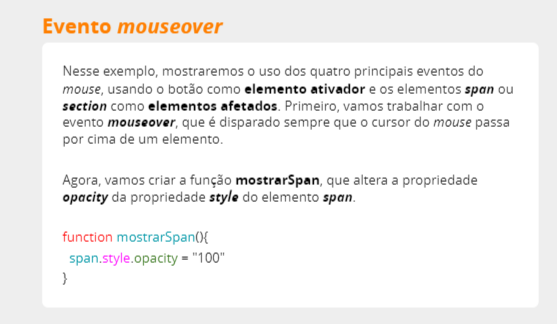 Evento mouseover
Nesse exemplo, mostraremos o uso dos quatro principais eventos do
mouse, usando o botão como elemento ativador e os elementos span ou
section como elementos afetados. Primeiro, vamos trabalhar com o
evento mouseover, que é disparado sempre que o cursor do mouse passa
por cima de um elemento.
Agora, vamos criar a função mostrarSpan, que altera a propriedade
opacity da propriedade style do elemento span.
function mostrarSpan(){
span.style.opacity = "100"
}